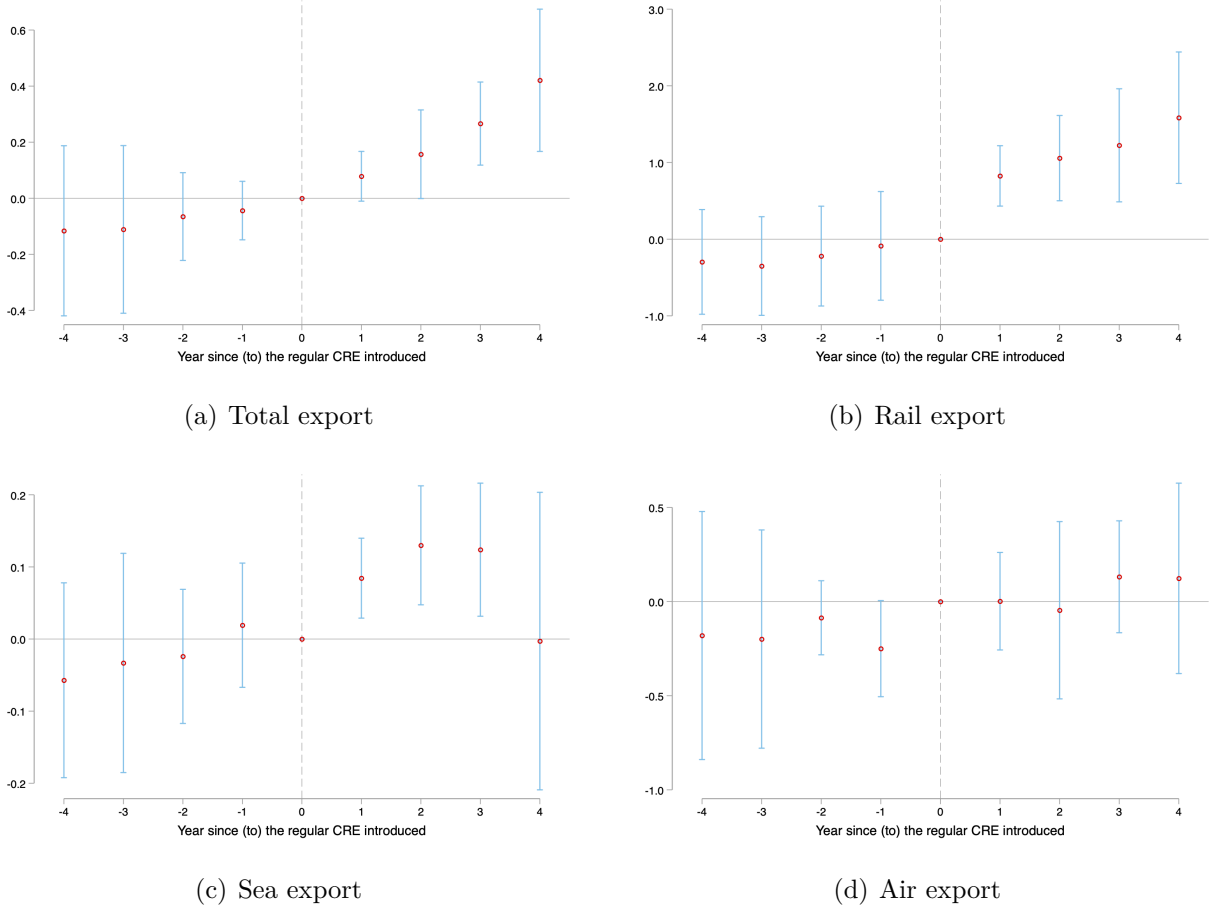 0.6
0.4
0.2
0.0
-0.2
-0.4
-4 -3 -2 -1 0 1 2 3 4
Year since (to) the regular CRE introduced
(a) Total export
3.0
2.0
1.0
0.0
-1.0
-4 -3 -2 -1 0 1 2 3 4
Year since (to) the regular CRE introduced
(b) Rail export
0.2
0.1
0.0
-0.1
-0.2
-4 -3 -2 -1 0 1 2 3 4
Year since (to) the regular CRE introduced
(c) Sea export
0.5
0.0
-0.5
-1.0
-4 -3 -2 -1 0 1 2 3 4
Year since (to) the regular CRE introduced
(d) Air export